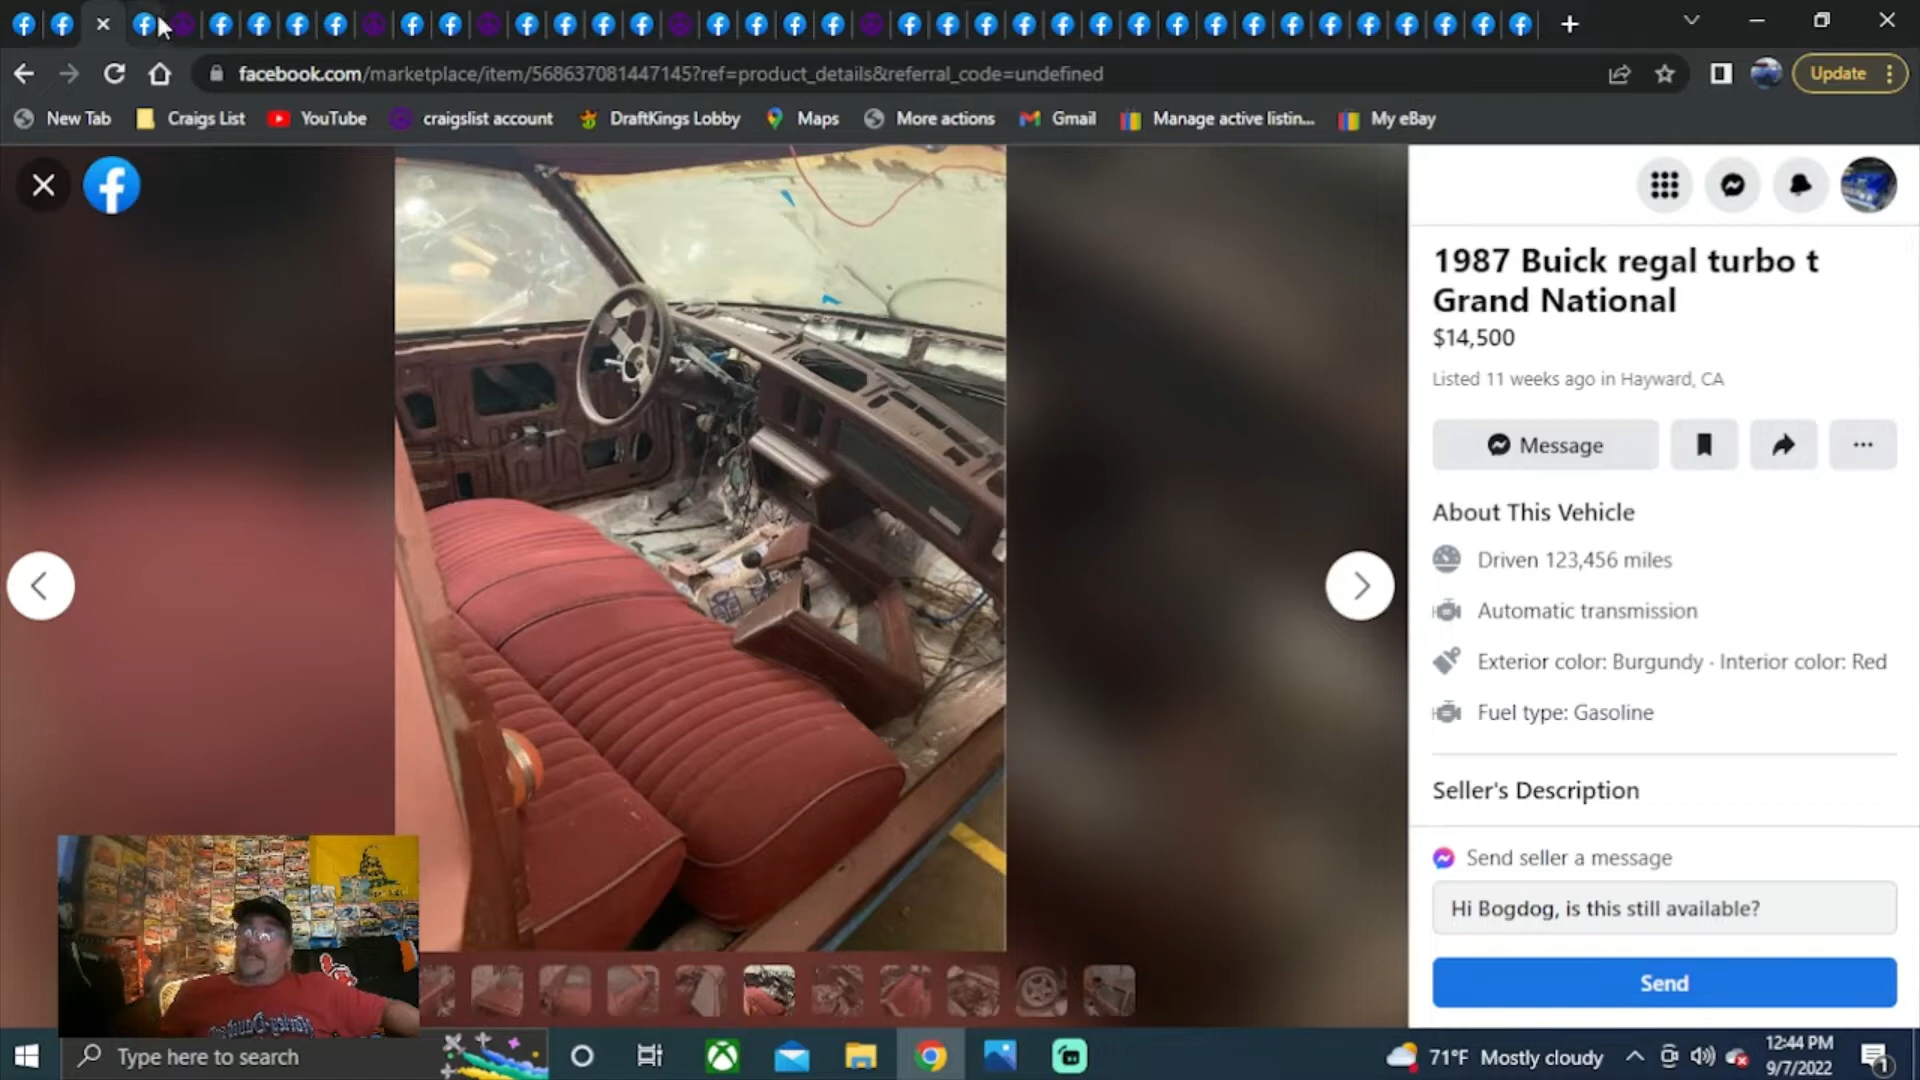 facebook.com/marketplace/item/568637081447145?ref=product_details&referral_code=undefined
Update
New Tab
Craigs List
YouTube
craigslist account
DraftKings Lobby
Maps
More actions
Gmail
Manage active listin...
My eBay
1987 Buick regal turbo t
Grand National
$14,500
Listed 11 weeks ago in Hayward, CA
Message
About This Vehicle
Driven 123,456 miles
Automatic transmission
Exterior color: Burgundy · Interior color: Red
Fuel type: Gasoline
Seller's Description
Send seller a message
Hi Bogdog, is this still available?
Send
Type here to search
71°F Mostly cloudy
12:44 PM
9/7/2022
1